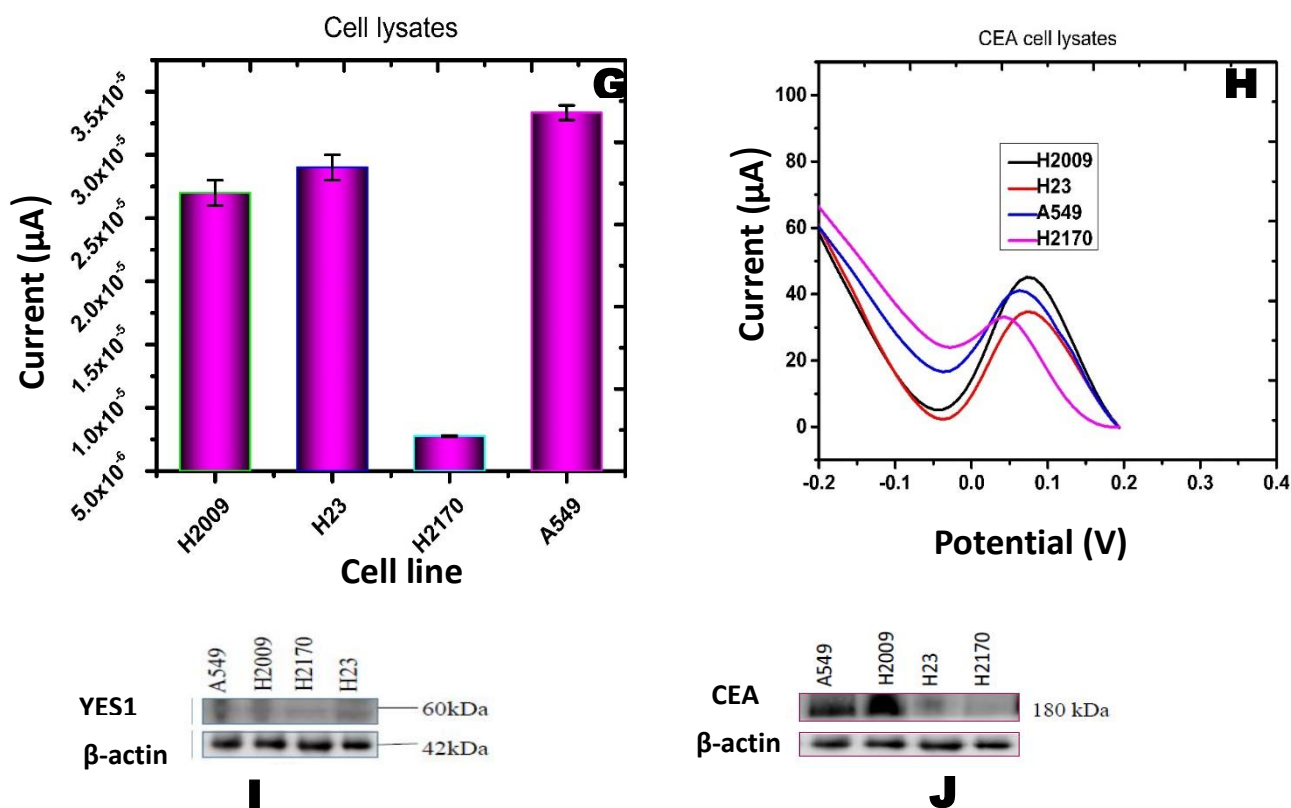 Cell lysates
G
Current (µA)
3.5x10-5
3.0x10-5
2.5x10-5
2.0x10-5
1.5x10-5
1.0x10-5
5.0x10-6
H2009
H23
H2170
A549
Cell line
CEA cell lysates
H
Current (µA)
100
80
60
40
20
0
H2009
H23
A549
H2170
-0.2
-0.1
0.0
0.1
0.2
0.3
0.4
Potential (V)
A549
H2009
H2170
H23
YES1
60kDa
β-actin
42kDa
I
A549
H2009
H23
H2170
CEA
180 kDa
β-actin
J